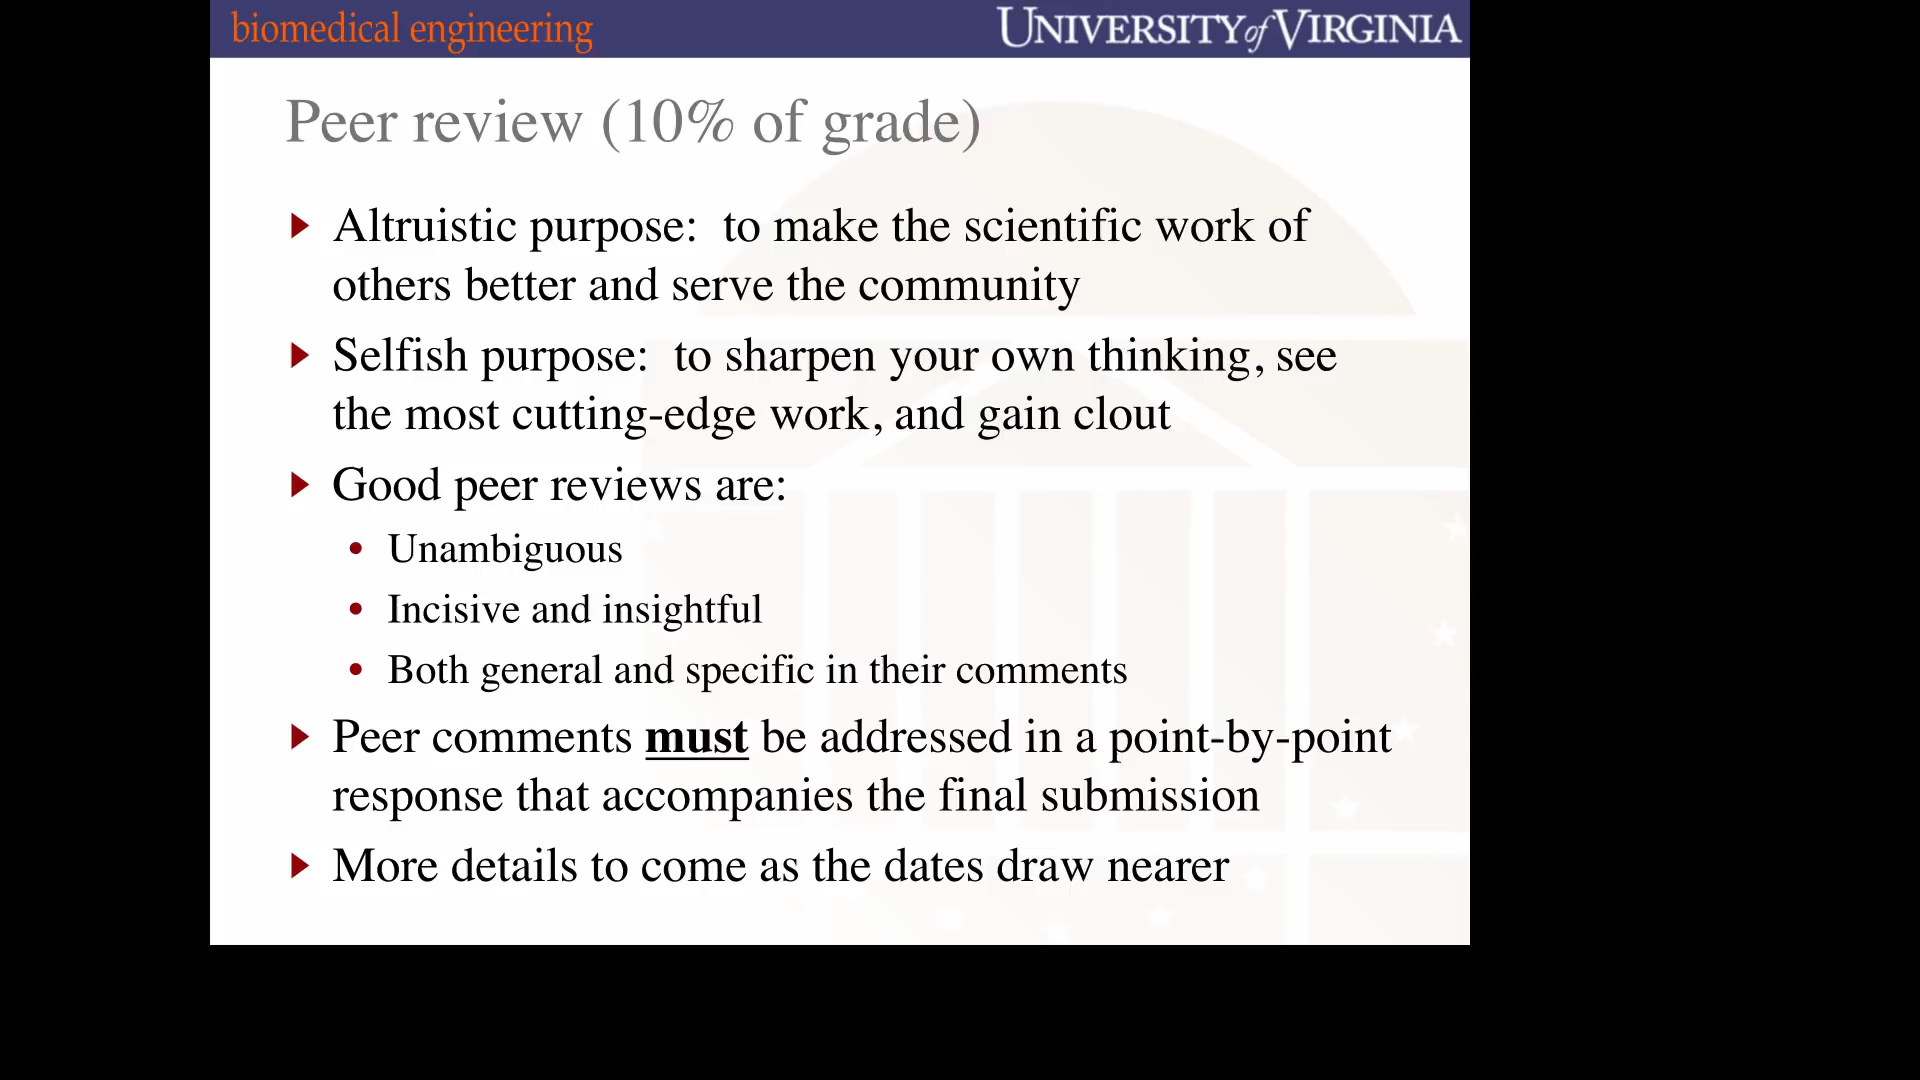 biomedical engineering
UNIVERSITY of VIRGINIA
Peer review (10% of grade)
Altruistic purpose: to make the scientific work of
others better and serve the community
Selfish purpose: to sharpen your own thinking, see
the most cutting-edge work, and gain clout
Good peer reviews are:
• Unambiguous
• Incisive and insightful
• Both general and specific in their comments
Peer comments must be addressed in a point-by-point
response that accompanies the final submission
More details to come as the dates draw nearer